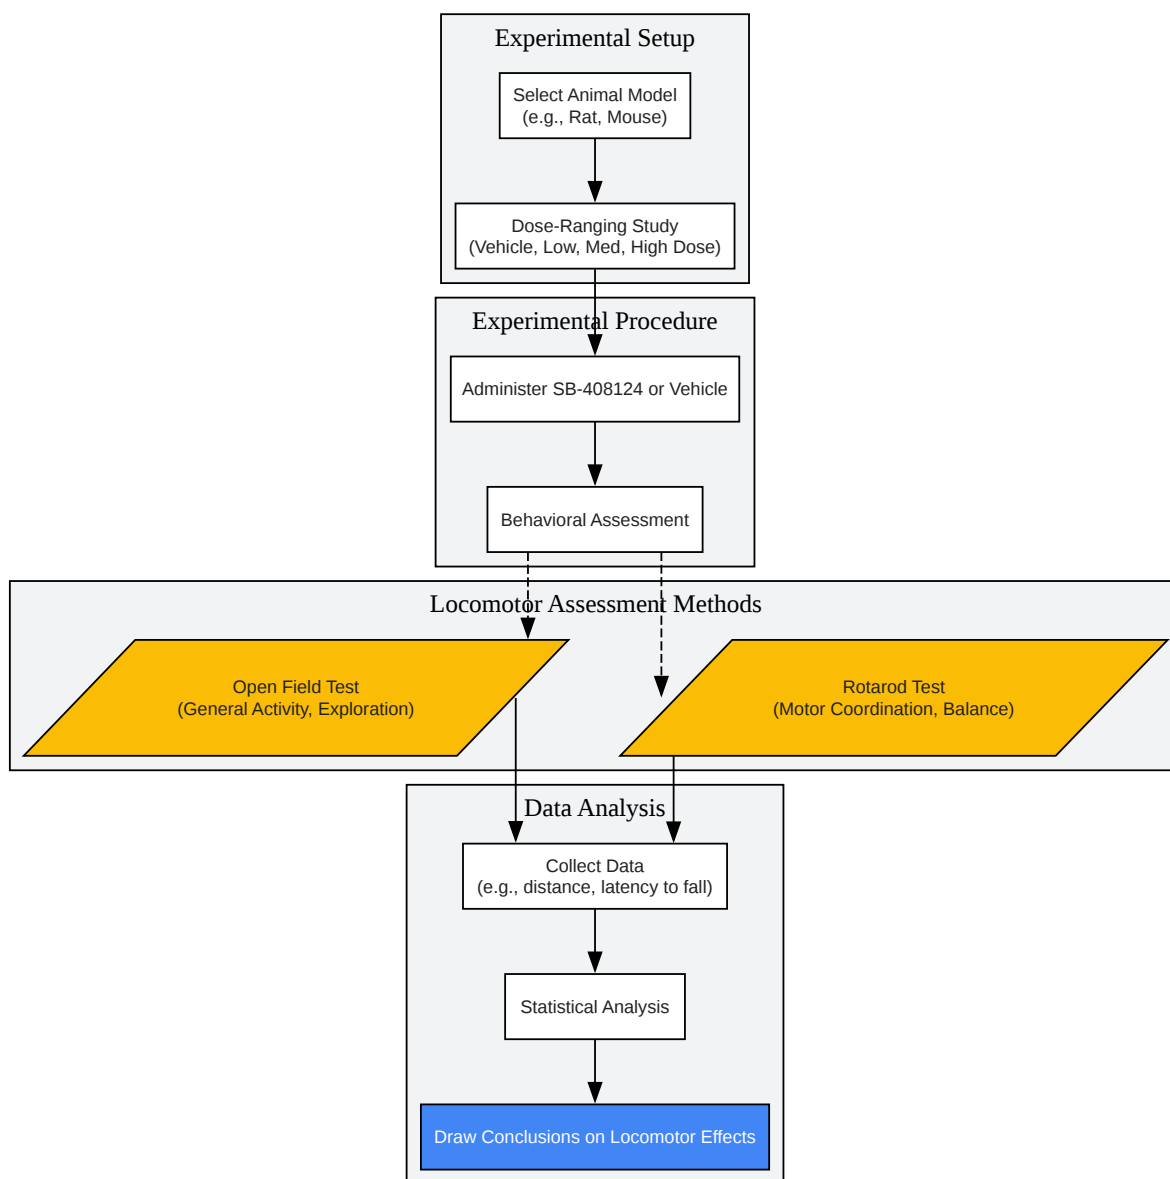 Experimental Setup
Select Animal Model
(e.g., Rat, Mouse)
Dose-Ranging Study
(Vehicle, Low, Med, High Dose)
Experimental Procedure
Administer SB-408124 or Vehicle
Behavioral Assessment
Locomotor Assessment Methods
Open Field Test
(General Activity, Exploration)
Rotarod Test
(Motor Coordination, Balance)
Data Analysis
Collect Data
(e.g., distance, latency to fall)
Statistical Analysis
Draw Conclusions on Locomotor Effects